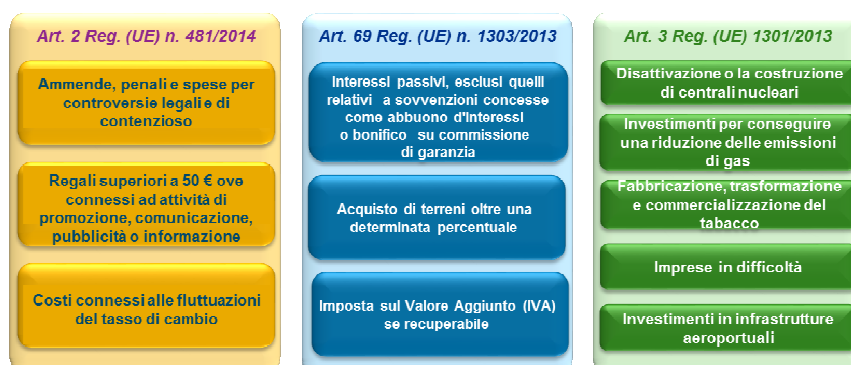 Art. 2 Reg. (UE) n. 481/2014
Ammende, penali e spese per
controversie legali e di
contenzioso
Regali superiori a 50 € ove
connessi ad attività di
promozione, comunicazione,
pubblicità o informazione
Costi connessi alle fluttuazioni
del tasso di cambio
Art. 69 Reg. (UE) n. 1303/2013
Interessi passivi, esclusi quelli
relativi a sovvenzioni concesse
come abbuono d'interessi
o bonifico su commissione
di garanzia
Acquisto di terreni oltre una
determinata percentuale
Imposta sul Valore Aggiunto (IVA)
se recuperabile
Art. 3 Reg. (UE) 1301/2013
Disattivazione o la costruzione
di centrali nucleari
Investimenti per conseguire
una riduzione delle emissioni
di gas
Fabbricazione, trasformazione
e commercializzazione del
tabacco
Imprese in difficoltà
Investimenti in infrastrutture
aeroportuali